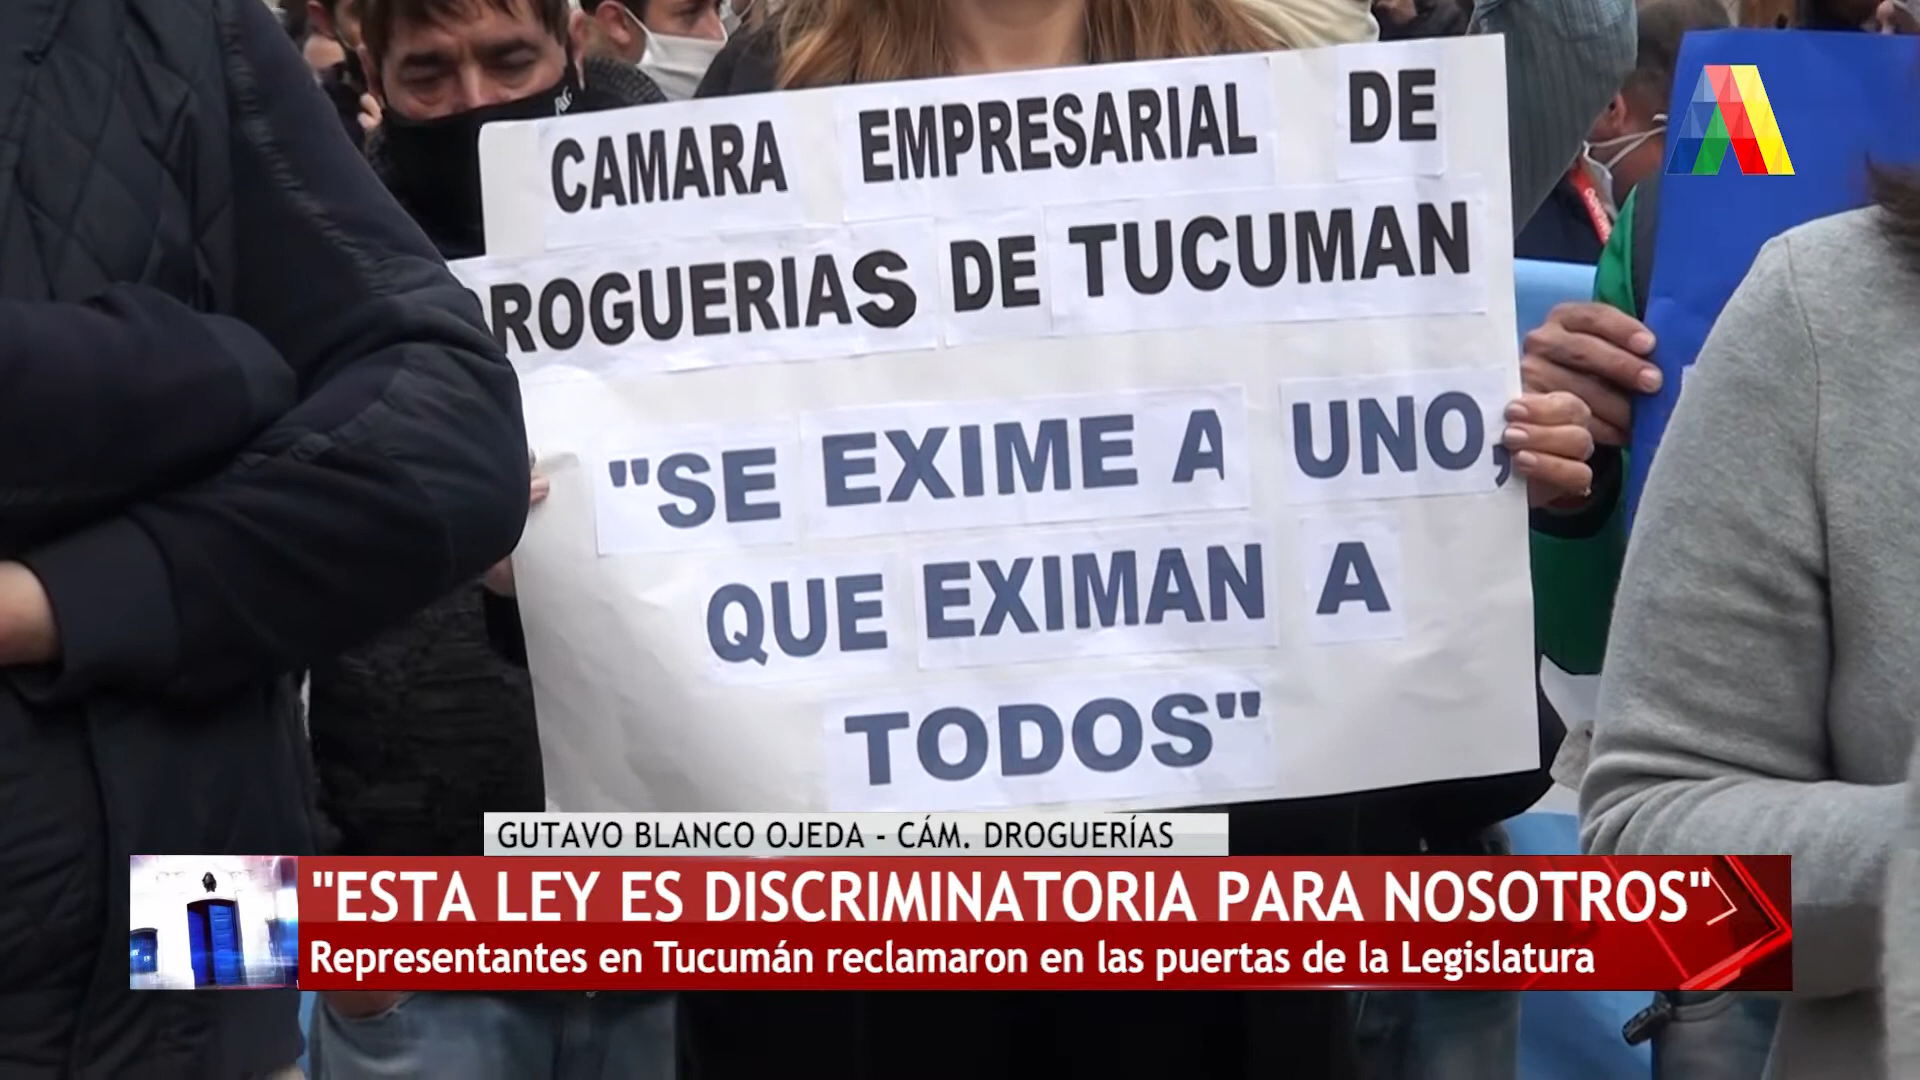 CAMARA EMPRESARIAL DE
ROGUERIAS DE TUCUMAN
"SE EXIME A UNO,
QUE EXIMAN A
TODOS"
GUTAVO BLANCO OJEDA - CÁM. DROGUERÍAS
"ESTA LEY ES DISCRIMINATORIA PARA NOSOTROS"
Representantes en Tucumán reclamaron en las puertas de la Legislatura